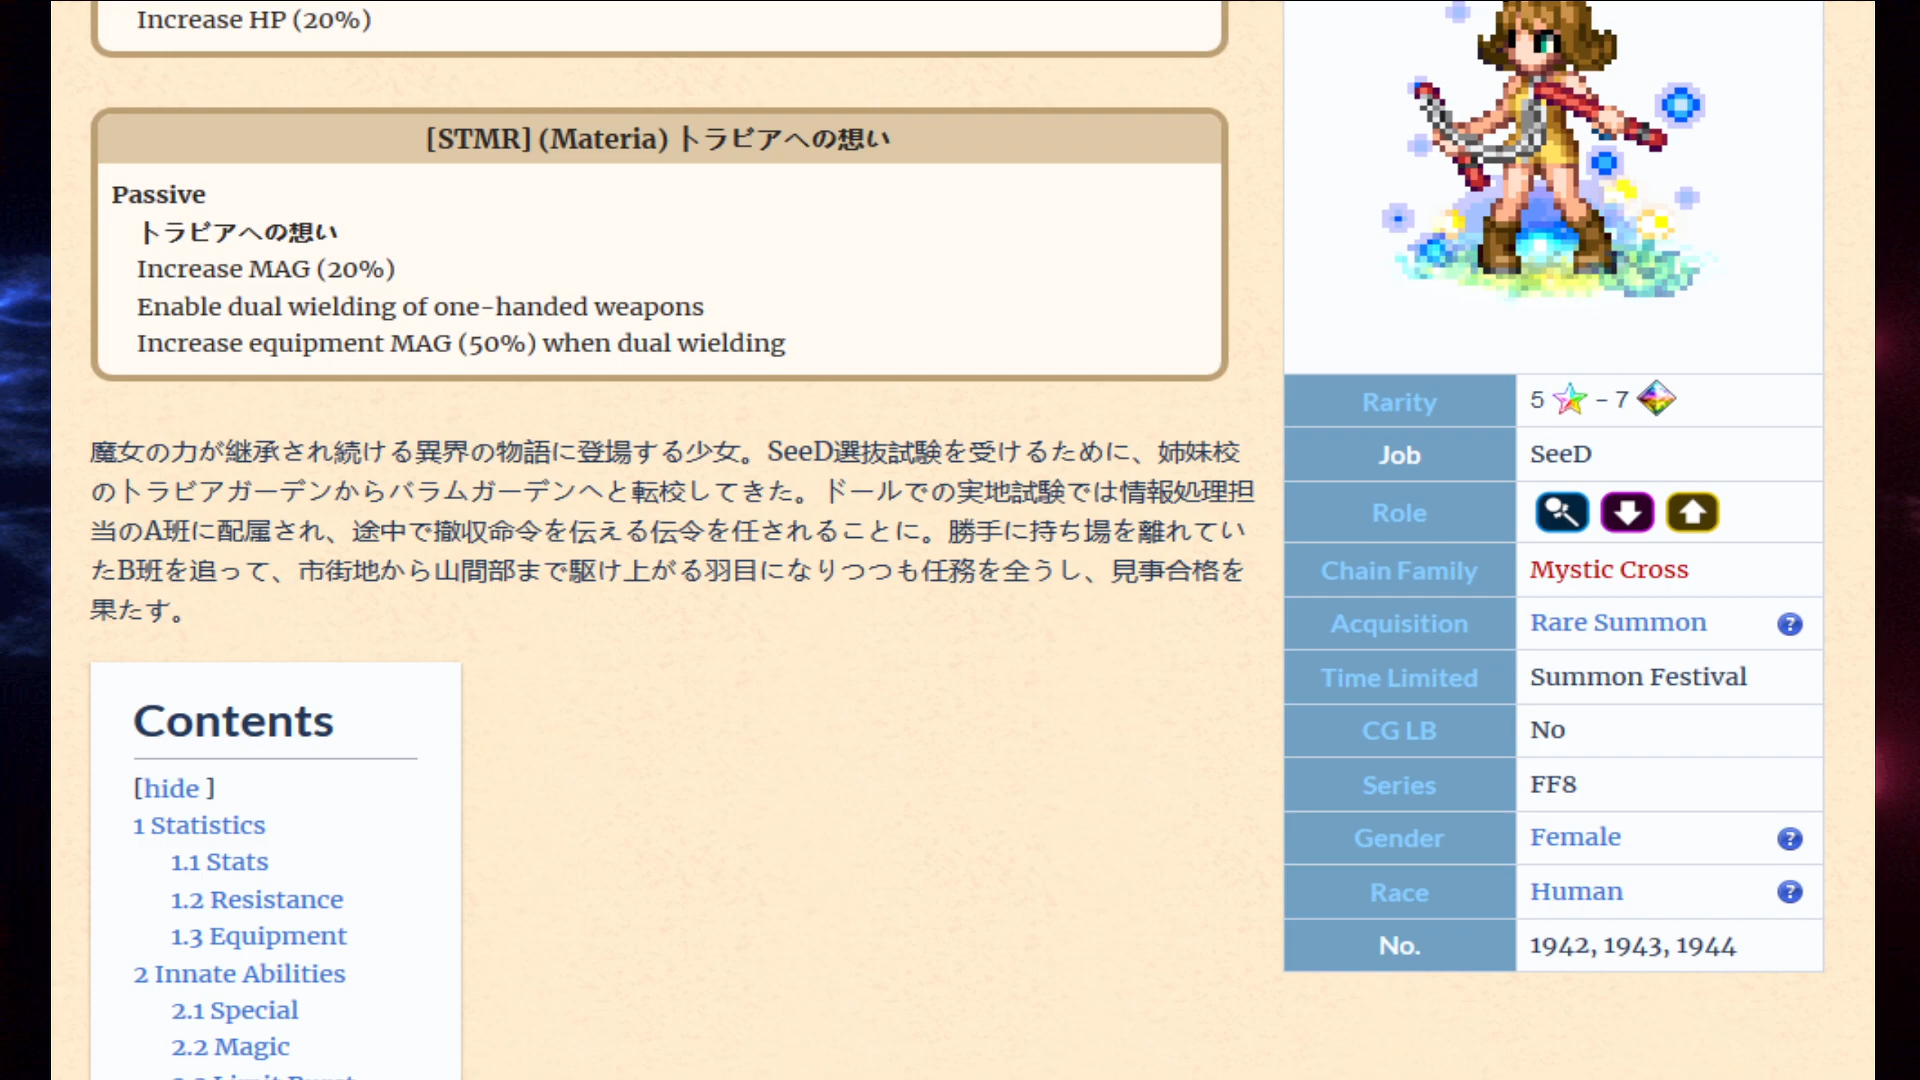 Increase HP (20%)
[STMR] (Materia) トラビアへの想い
Passive
トラビアへの想い
Increase MAG (20%)
Enable dual wielding of one-handed weapons
Increase equipment MAG (50%) when dual wielding
魔女の力が継承され続ける異界の物語に登場する少女。SeeD選抜試験を受けるために、姉妹校
のトラビアガーデンからバラムガーデンへと転校してきた。ドールでの実地試験では情報処理担
当のA班に配属され、途中で撤収命令を伝える伝令を任されることに。勝手に持ち場を離れてい
たB班を追って、市街地から山間部まで駆け上がる羽目になりつつも任務を全うし、見事合格を
果たす。
Contents
[hide ]
1 Statistics
1.1 Stats
1.2 Resistance
1.3 Equipment
2 Innate Abilities
2.1 Special
2.2 Magic
Rarity 5 - 7
Job SeeD
Role
Chain Family Mystic Cross
Acquisition Rare Summon ?
Time Limited Summon Festival
CG LB No
Series FF8
Gender Female ?
Race Human ?
No. 1942, 1943, 1944